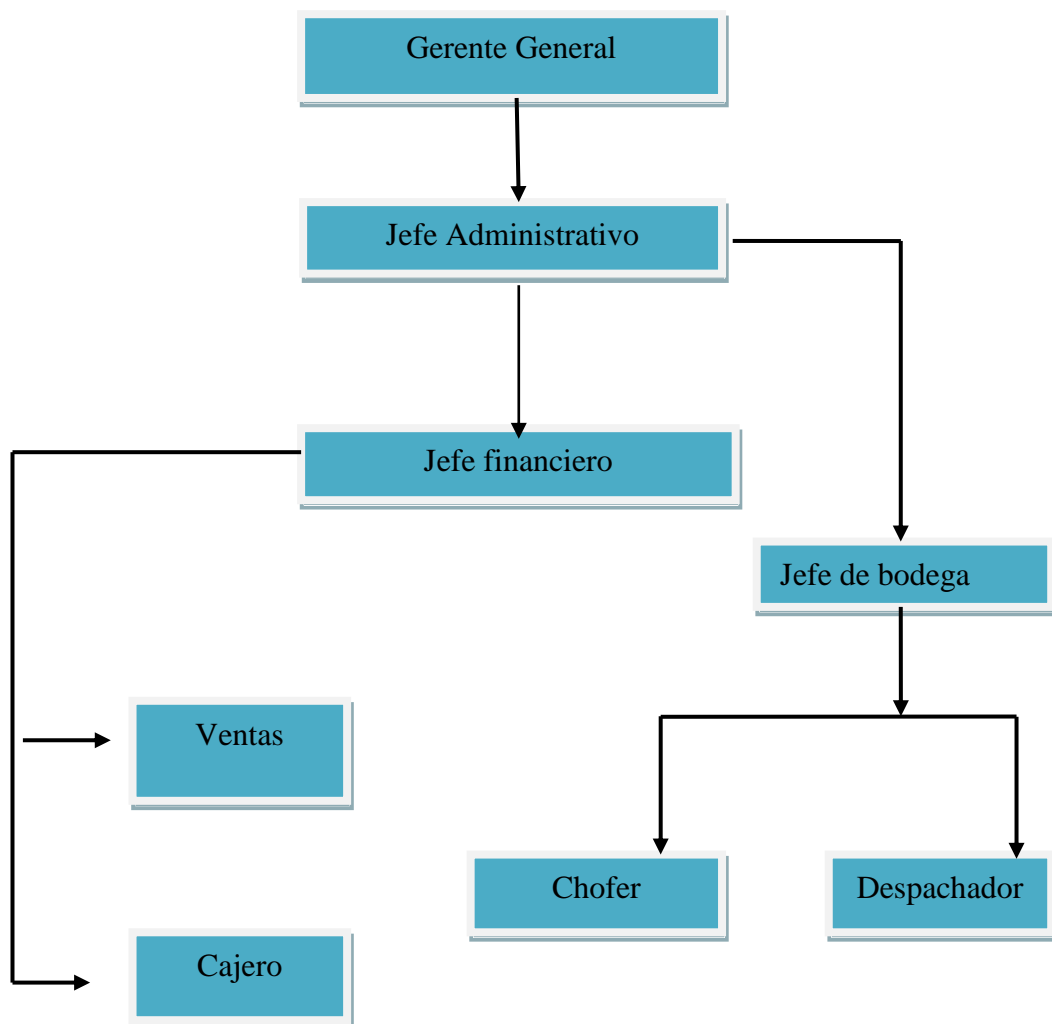 Gerente General
Jefe Administrativo
Jefe financiero
Jefe de bodega
Ventas
Chofer
Despachador
Cajero